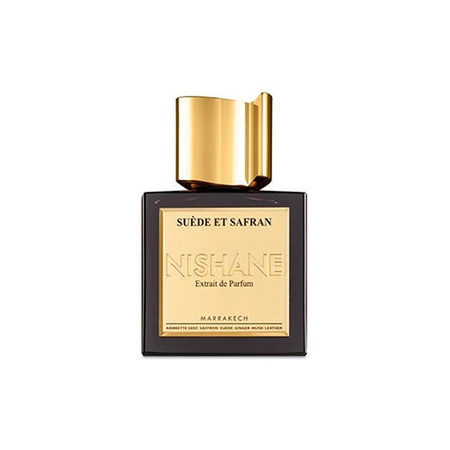 SUÈDE ET SAFRAN
NISHANE
Extrait de Parfum
MARRAKECH
AMBRETTE SEED SAFFRON SUEDE GINGER MUSK LEATHER